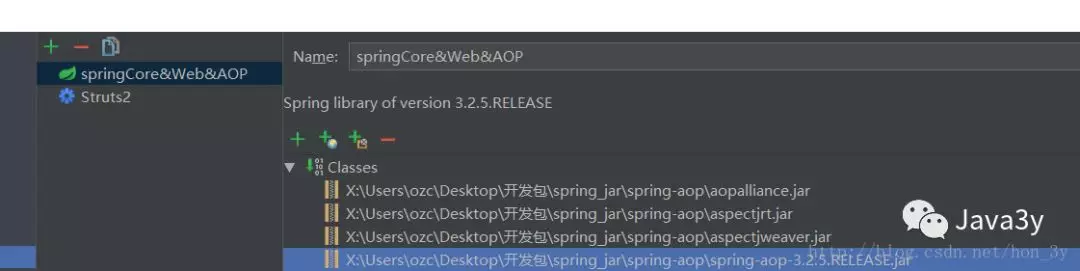 springCore&Web&AOP
Struts2
Name: springCore&Web&AOP
Spring library of version 3.2.5.RELEASE
Classes
X:\Users\ozc\Desktop\开发包\spring_jar\spring-aop\aopalliance.jar
X:\Users\ozc\Desktop\开发包\spring_jar\spring-aop\aspectjrt.jar
X:\Users\ozc\Desktop\开发包\spring_jar\spring-aop\aspectjweaver.jar
X:\Users\ozc\Desktop\开发包\spring_jar\spring-aop\spring-aop-3.2.5.RELEASE.jar
Java3y
http://blog.csdn.net/hon_3y